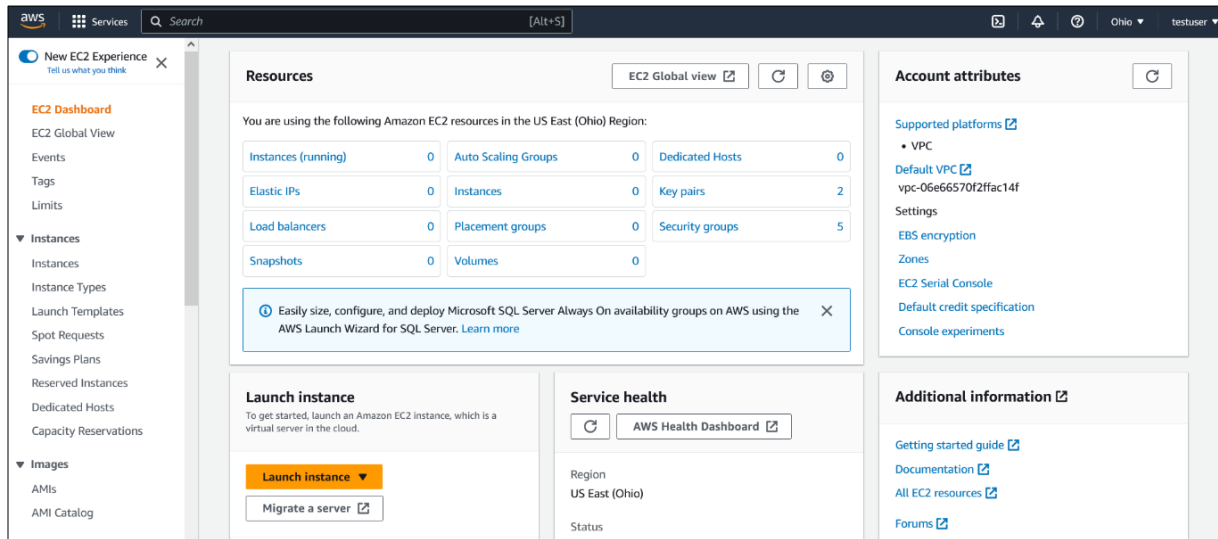 aws
Services
Search
[Alt+S]
Ohio
testuser
New EC2 Experience
Tell us what you think
EC2 Dashboard
EC2 Global View
Events
Tags
Limits
Instances
Instances
Instance Types
Launch Templates
Spot Requests
Savings Plans
Reserved Instances
Dedicated Hosts
Capacity Reservations
Images
AMIs
AMI Catalog
Resources
EC2 Global view
You are using the following Amazon EC2 resources in the US East (Ohio) Region:
Instances (running) 0
Auto Scaling Groups 0
Dedicated Hosts 0
Elastic IPs 0
Instances 0
Key pairs 2
Load balancers 0
Placement groups 0
Security groups 5
Snapshots 0
Volumes 0
Easily size, configure, and deploy Microsoft SQL Server Always On availability groups on AWS using the
AWS Launch Wizard for SQL Server. Learn more
Launch instance
To get started, launch an Amazon EC2 instance, which is a
virtual server in the cloud.
Launch instance
Migrate a server
Service health
AWS Health Dashboard
Region
US East (Ohio)
Status
Account attributes
Supported platforms
• VPC
Default VPC
vpc-06e66570f2ffac14f
Settings
EBS encryption
Zones
EC2 Serial Console
Default credit specification
Console experiments
Additional information
Getting started guide
Documentation
All EC2 resources
Forums